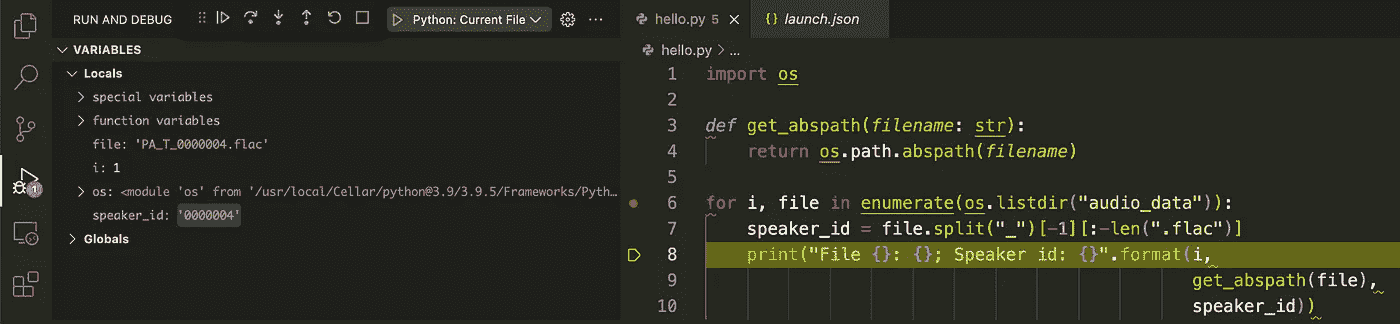 RUN AND DEBUG
Python: Current File
VARIABLES
Locals
special variables
function variables
file: 'PA_T_0000004.flac'
i: 1
os: <module 'os' from '/usr/local/Cellar/python@3.9/3.9.5/Frameworks/Pyth…
speaker_id: '0000004'
Globals
1
hello.py 5
{} launch.json
hello.py > ...
1 import os
2
3 def get_abspath(filename: str):
4 return os.path.abspath(filename)
6 for i, file in enumerate(os.listdir("audio_data")):
7 speaker_id = file.split("_")[-1][:-len(".flac")]
8 print("File {}: {}; Speaker id: {}".format(i,
9 get_abspath(file),
10 speaker_id))